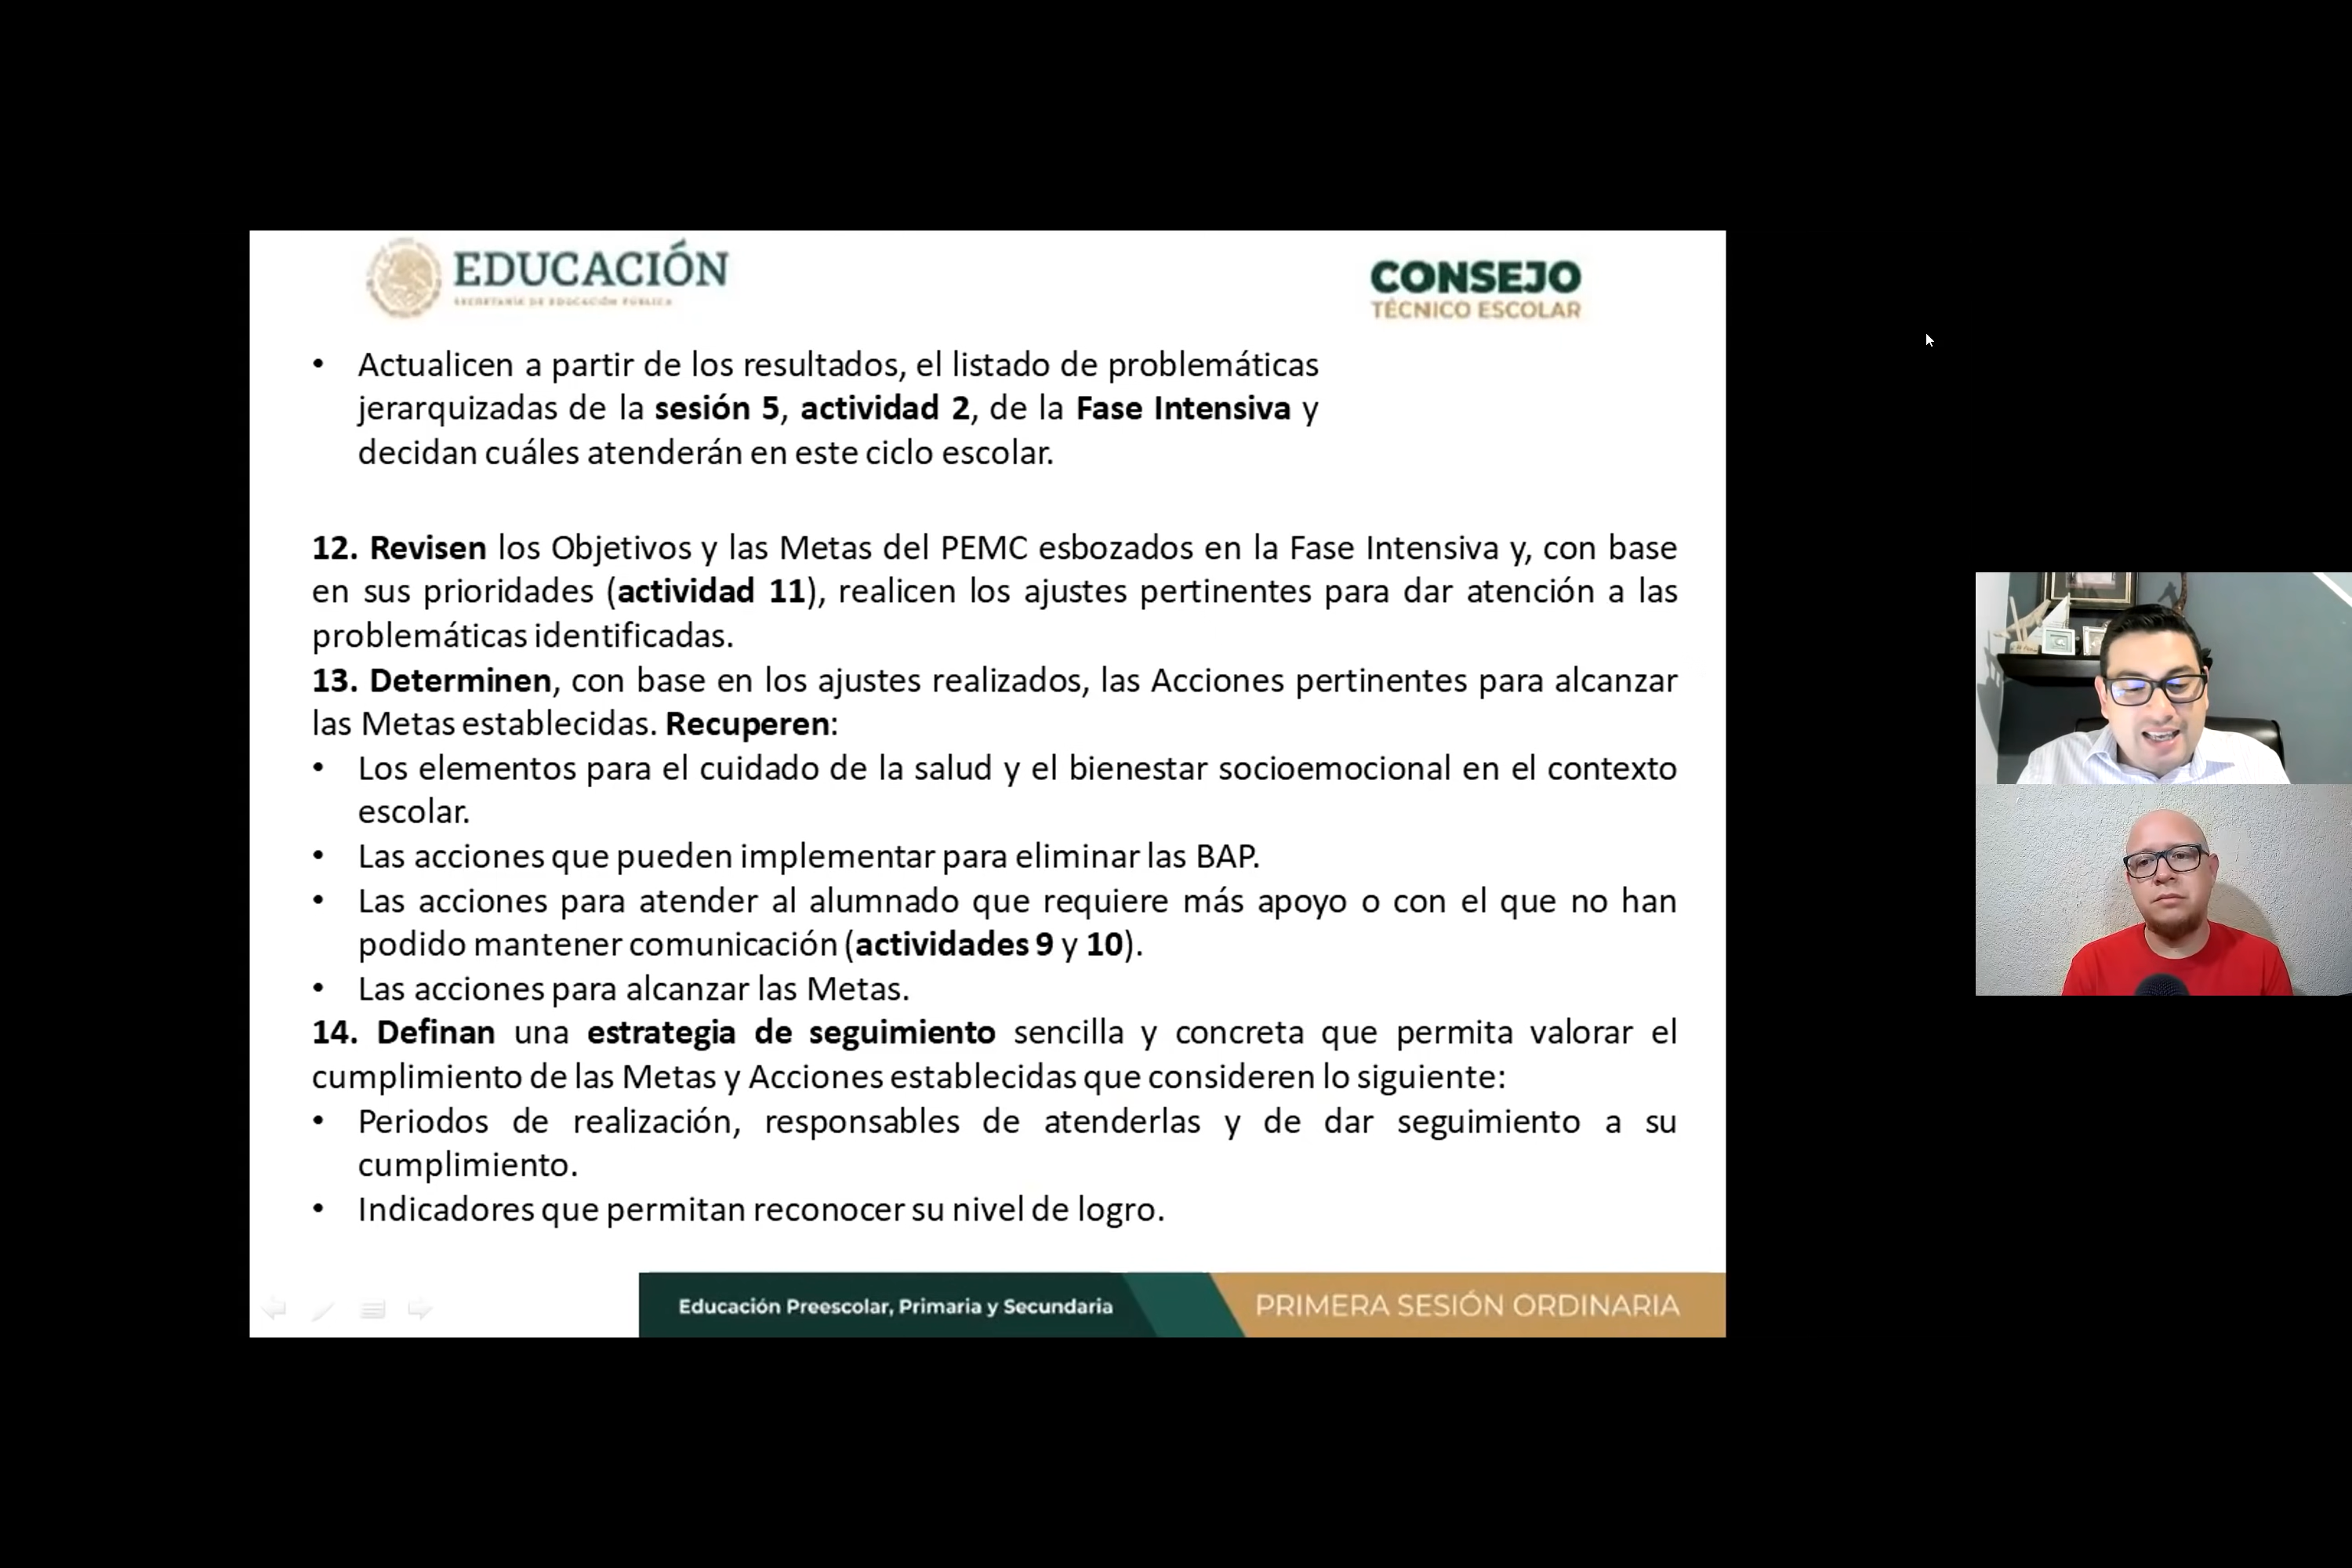 EDUCACIÓN
SECRETARÍA DE EDUCACIÓN PÚBLICA
CONSEJO
TÉCNICO ESCOLAR
• Actualicen a partir de los resultados, el listado de problemáticas
jerarquizadas de la sesión 5, actividad 2, de la Fase Intensiva y
decidan cuáles atenderán en este ciclo escolar.
12. Revisen los Objetivos y las Metas del PEMC esbozados en la Fase Intensiva y, con base
en sus prioridades (actividad 11), realicen los ajustes pertinentes para dar atención a las
problemáticas identificadas.
13. Determinen, con base en los ajustes realizados, las Acciones pertinentes para alcanzar
las Metas establecidas. Recuperen:
• Los elementos para el cuidado de la salud y el bienestar socioemocional en el contexto
escolar.
• Las acciones que pueden implementar para eliminar las BAP.
• Las acciones para atender al alumnado que requiere más apoyo o con el que no han
podido mantener comunicación (actividades 9 y 10).
• Las acciones para alcanzar las Metas.
14. Definan una estrategia de seguimiento sencilla y concreta que permita valorar el
cumplimiento de las Metas y Acciones establecidas que consideren lo siguiente:
• Periodos de realización, responsables de atenderlas y de dar seguimiento a su
cumplimiento.
• Indicadores que permitan reconocer su nivel de logro.
Educación Preescolar, Primaria y Secundaria
PRIMERA SESIÓN ORDINARIA